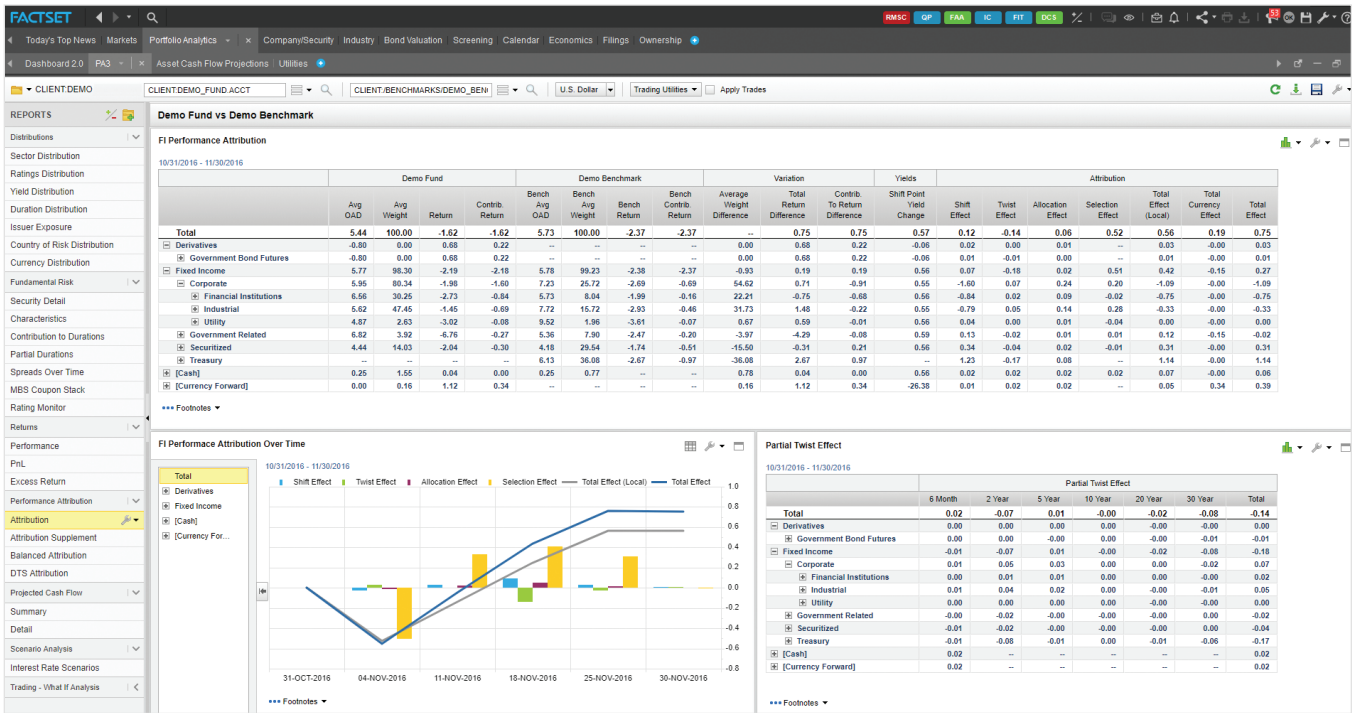 FACTSET RMSC QP FAA IC FIT DCS 53
Today's Top News Markets Portfolio Analytics × Company/Security Industry Bond Valuation Screening Calendar Economics Filings Ownership
Dashboard 2.0 PA3 × Asset Cash Flow Projections Utilities
CLIENT:DEMO CLIENT:DEMO_FUND.ACCT CLIENT:/BENCHMARKS/DEMO_BEN U.S. Dollar Trading Utilities Apply Trades
REPORTS
Distributions
Sector Distribution
Ratings Distribution
Yield Distribution
Duration Distribution
Issuer Exposure
Country of Risk Distribution
Currency Distribution
Fundamental Risk
Security Detail
Characteristics
Contribution to Durations
Partial Durations
Spreads Over Time
MBS Coupon Stack
Rating Monitor
Returns
Performance
PnL
Excess Return
Performance Attribution
Attribution
Attribution Supplement
Balanced Attribution
DTS Attribution
Projected Cash Flow
Summary
Detail
Scenario Analysis
Interest Rate Scenarios
Trading - What If Analysis
Demo Fund vs Demo Benchmark
FI Performance Attribution
10/31/2016 - 11/30/2016
Demo Fund Demo Benchmark Variation Yields Attribution
Avg OAD Avg Weight Return Contrib. Return Bench Avg OAD Bench Avg Weight Bench Return Bench Contrib. Return Average Weight Difference Total Return Difference Contrib. To Return Difference Shift Point Yield Change Shift Effect Twist Effect Allocation Effect Selection Effect Total Effect (Local) Total Currency Effect Total Effect
Total 5.44 100.00 -1.62 -1.62 5.73 100.00 -2.37 -2.37 -- 0.75 0.75 0.57 0.12 -0.14 0.06 0.52 0.56 0.19 0.75
Derivatives -0.80 0.00 0.68 0.22 -- -- -- -- 0.00 0.68 0.22 -0.06 0.02 0.00 0.01 -- 0.03 -0.00 0.03
Government Bond Futures -0.80 0.00 0.68 0.22 -- -- -- -- 0.00 0.68 0.22 -0.06 0.01 -0.01 0.00 -- 0.01 -0.00 0.01
Fixed Income 5.77 98.30 -2.19 -2.18 5.78 99.23 -2.38 -2.37 -0.93 0.19 0.19 0.56 0.07 -0.18 0.02 0.51 0.42 -0.15 0.27
Corporate 5.95 80.34 -1.98 -1.60 7.23 25.72 -2.69 -0.69 54.62 0.71 -0.91 0.55 -1.60 0.07 0.24 0.20 -1.09 -0.00 -1.09
Financial Institutions 6.56 30.25 -2.73 -0.84 5.73 8.04 -1.99 -0.16 22.21 -0.75 -0.68 0.56 -0.84 0.02 0.09 -0.02 -0.75 -0.00 -0.75
Industrial 5.62 47.45 -1.45 -0.69 7.72 15.72 -2.93 -0.46 31.73 1.48 -0.22 0.55 -0.79 0.05 0.14 0.28 -0.33 -0.00 -0.33
Utility 4.87 2.63 -3.02 -0.08 9.52 1.96 -3.61 -0.07 0.67 0.59 -0.01 0.56 0.04 0.00 0.01 -0.04 0.00 -0.00 0.00
Government Related 6.82 3.92 -6.76 -0.27 5.36 7.90 -2.47 -0.20 -3.97 -4.29 -0.08 0.59 0.13 -0.02 0.01 0.01 0.12 -0.15 -0.02
Securitized 4.44 14.03 -2.04 -0.30 4.18 29.54 -1.74 -0.51 -15.50 -0.31 0.21 0.56 0.34 -0.04 0.02 -0.01 0.31 -0.00 0.31
Treasury -- -- -- -- 6.13 36.08 -2.67 -0.97 -36.08 2.67 0.97 -- 1.23 -0.17 0.08 -- 1.14 -0.00 1.14
[Cash] 0.25 1.55 0.04 0.00 0.25 0.77 -- -- 0.78 0.04 0.00 0.56 0.02 0.02 0.02 0.02 0.07 -0.00 0.06
[Currency Forward] 0.00 0.16 1.12 0.34 -- -- -- -- 0.16 1.12 0.34 -26.38 0.01 0.02 0.02 -- 0.05 0.34 0.39
Footnotes
FI Performace Attribution Over Time
Total
Derivatives
Fixed Income
[Cash]
[Currency For...
10/31/2016 - 11/30/2016
Shift Effect Twist Effect Allocation Effect Selection Effect Total Effect (Local) Total Effect
1.0
0.8
0.6
0.4
0.2
0.0
-0.2
-0.4
-0.6
-0.8
31-OCT-2016 04-NOV-2016 11-NOV-2016 18-NOV-2016 25-NOV-2016 30-NOV-2016
Footnotes
Partial Twist Effect
10/31/2016 - 11/30/2016
Partial Twist Effect
6 Month 2 Year 5 Year 10 Year 20 Year 30 Year Total
Total 0.02 -0.07 0.01 -0.00 -0.02 -0.08 -0.14
Derivatives 0.00 0.00 0.00 0.00 -0.00 -0.00 0.00
Government Bond Futures 0.00 0.00 -0.00 0.00 -0.00 -0.01 -0.01
Fixed Income -0.01 -0.07 0.01 -0.00 -0.02 -0.08 -0.18
Corporate 0.01 0.05 0.03 0.00 0.00 -0.02 0.07
Financial Institutions 0.00 0.01 0.01 -0.00 -0.00 -0.00 0.02
Industrial 0.01 0.04 0.02 0.00 -0.00 -0.01 0.05
Utility 0.00 0.00 0.00 0.00 -0.00 -0.00 0.00
Government Related -0.00 -0.02 -0.00 -0.00 0.00 0.00 -0.02
Securitized -0.01 -0.02 -0.00 -0.00 -0.00 0.00 -0.04
Treasury -0.01 -0.08 -0.01 0.00 -0.01 -0.06 -0.17
[Cash] 0.02 -- -- -- -- -- 0.02
[Currency Forward] 0.02 -- -- -- -- -- 0.02
Footnotes